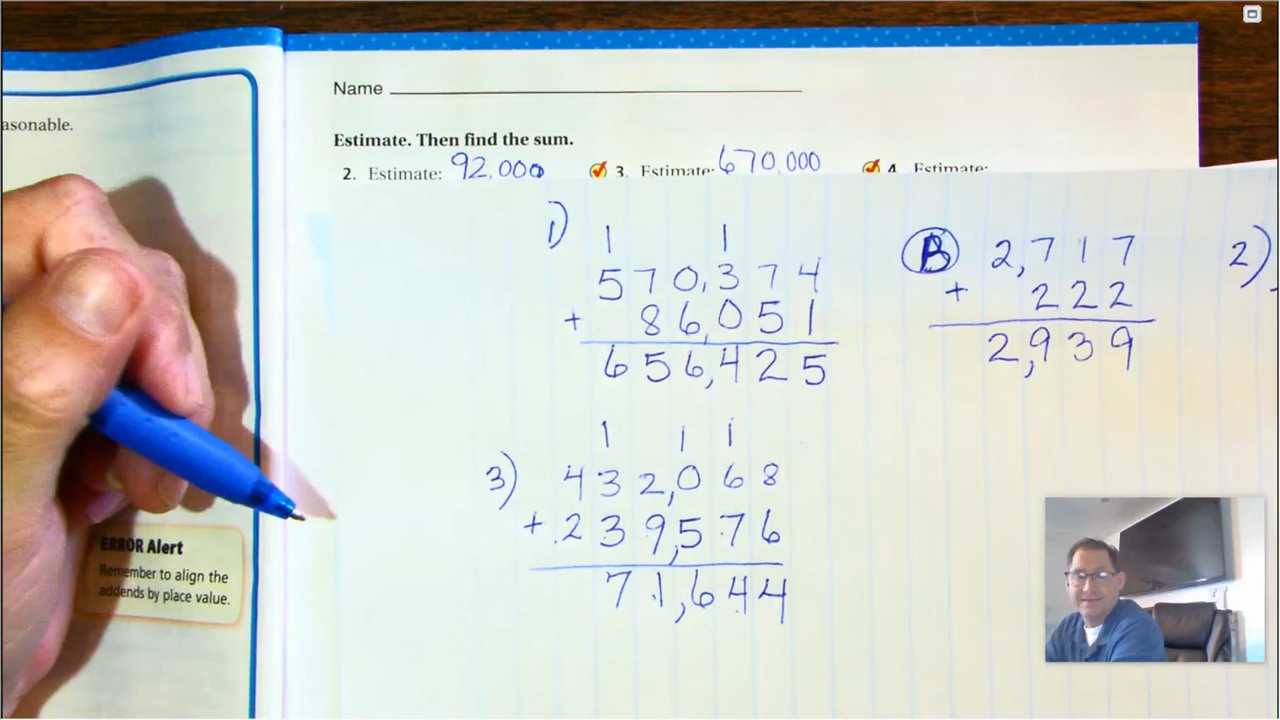 asonable.
Name
Estimate. Then find the sum.
2. Estimate: 92,000
3. Estimate: 670,000
4. Estimate:
1)
1 1
570,374
+ 86,051
656,425
B 2,717
+ 222
2,939
2)
3)
1 1 1
432,068
+ 239,576
71,644
ERROR Alert
Remember to align the
addends by place value.